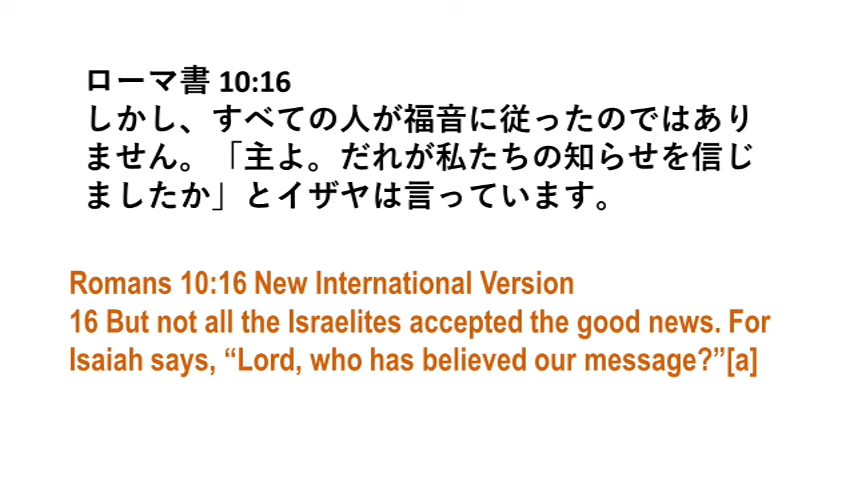 ローマ書 10:16
しかし、すべての人が福音に従ったのではあり
ません。「主よ。だれが私たちの知らせを信じ
ましたか」とイザヤは言っています。
Romans 10:16 New International Version
16 But not all the Israelites accepted the good news. For
Isaiah says, “Lord, who has believed our message?”[a]